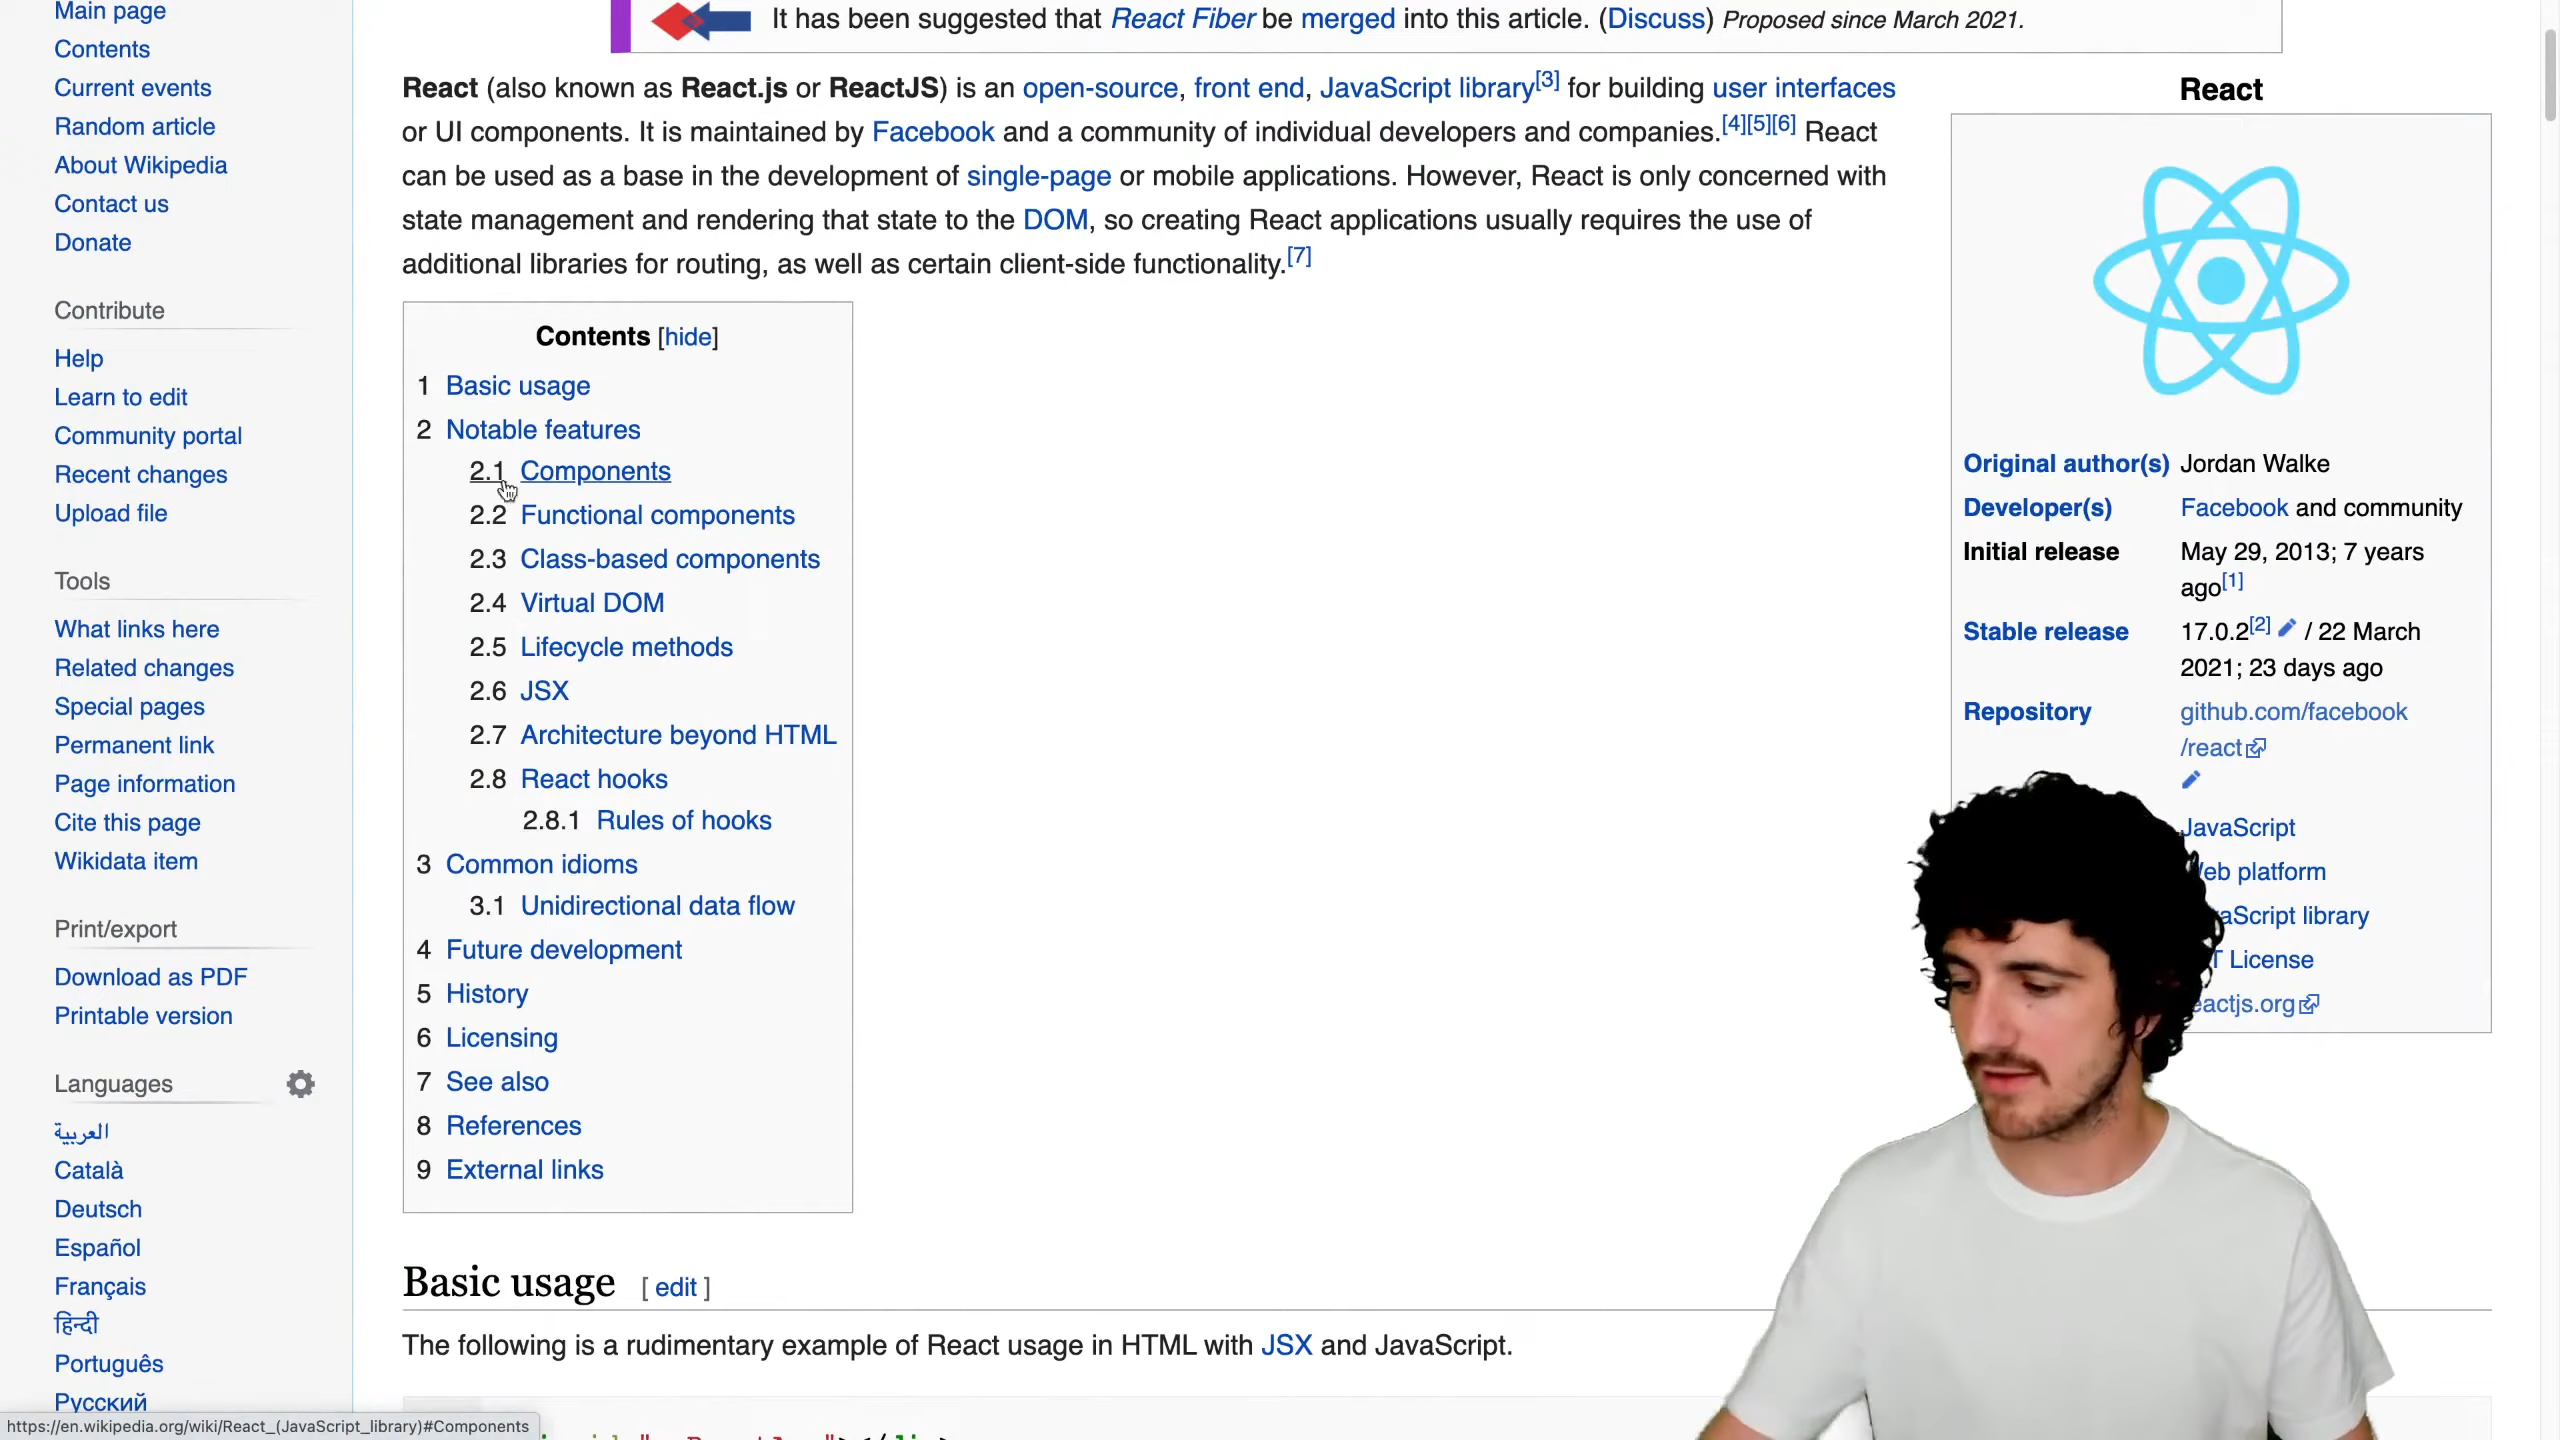 Main page
Contents
Current events
Random article
About Wikipedia
Contact us
Donate
Contribute
Help
Learn to edit
Community portal
Recent changes
Upload file
Tools
What links here
Related changes
Special pages
Permanent link
Page information
Cite this page
Wikidata item
Print/export
Download as PDF
Printable version
Languages
العربية
Català
Deutsch
Español
Français
हिन्दी
Português
Русский
It has been suggested that React Fiber be merged into this article. (Discuss) Proposed since March 2021.
React (also known as React.js or ReactJS) is an open-source, front end, JavaScript library[3] for building user interfaces
or UI components. It is maintained by Facebook and a community of individual developers and companies.[4][5][6] React
can be used as a base in the development of single-page or mobile applications. However, React is only concerned with
state management and rendering that state to the DOM, so creating React applications usually requires the use of
additional libraries for routing, as well as certain client-side functionality.[7]
Contents [hide]
1 Basic usage
2 Notable features
2.1 Components
2.2 Functional components
2.3 Class-based components
2.4 Virtual DOM
2.5 Lifecycle methods
2.6 JSX
2.7 Architecture beyond HTML
2.8 React hooks
2.8.1 Rules of hooks
3 Common idioms
3.1 Unidirectional data flow
4 Future development
5 History
6 Licensing
7 See also
8 References
9 External links
Basic usage [ edit ]
The following is a rudimentary example of React usage in HTML with JSX and JavaScript.
React
Original author(s) Jordan Walke
Developer(s) Facebook and community
Initial release May 29, 2013; 7 years
ago[1]
Stable release 17.0.2[2] / 22 March
2021; 23 days ago
Repository github.com/facebook
/react
JavaScript
platform
library
License
https://en.wikipedia.org/wiki/React_(JavaScript_library)#Components